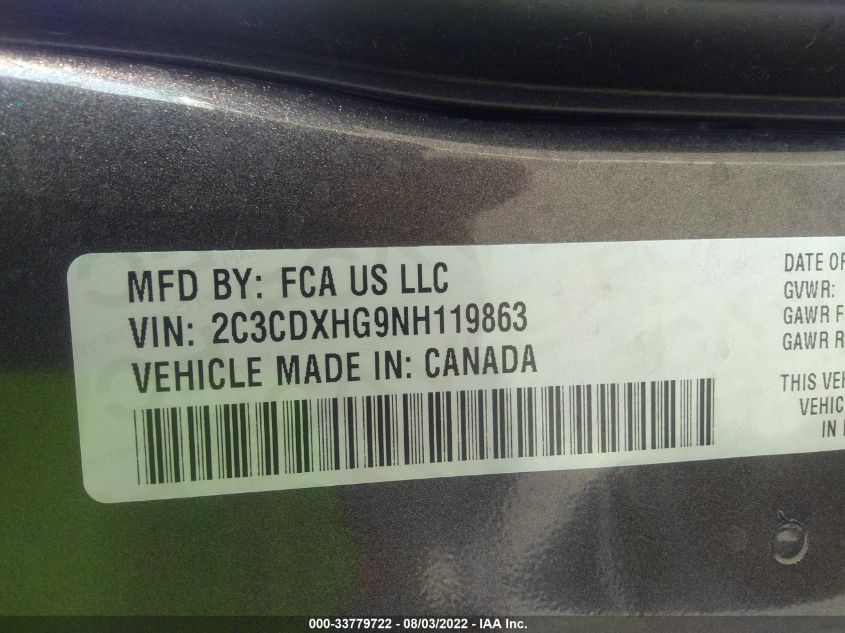 MFD BY: FCA US LLC
VIN: 2C3CDXHG9NH119863
VEHICLE MADE IN: CANADA
DATE OF
GVWR:
GAWR F
GAWR R
THIS VEH
VEHIC
IN
000-33779722 - 08/03/2022 - IAA Inc.